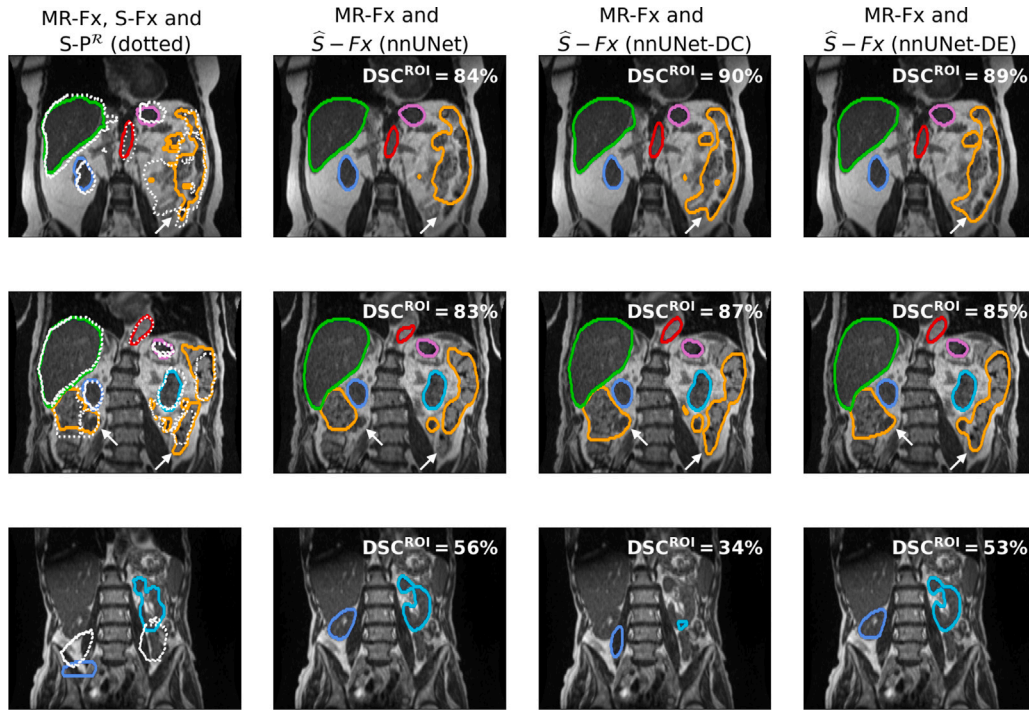 MR-Fx, S-Fx and
S-P^ℛ (dotted)
MR-Fx and
Ŝ − Fx (nnUNet)
MR-Fx and
Ŝ − Fx (nnUNet-DC)
MR-Fx and
Ŝ − Fx (nnUNet-DE)
DSC^ROI = 84%
DSC^ROI = 90%
DSC^ROI = 89%
DSC^ROI = 83%
DSC^ROI = 87%
DSC^ROI = 85%
DSC^ROI = 56%
DSC^ROI = 34%
DSC^ROI = 53%